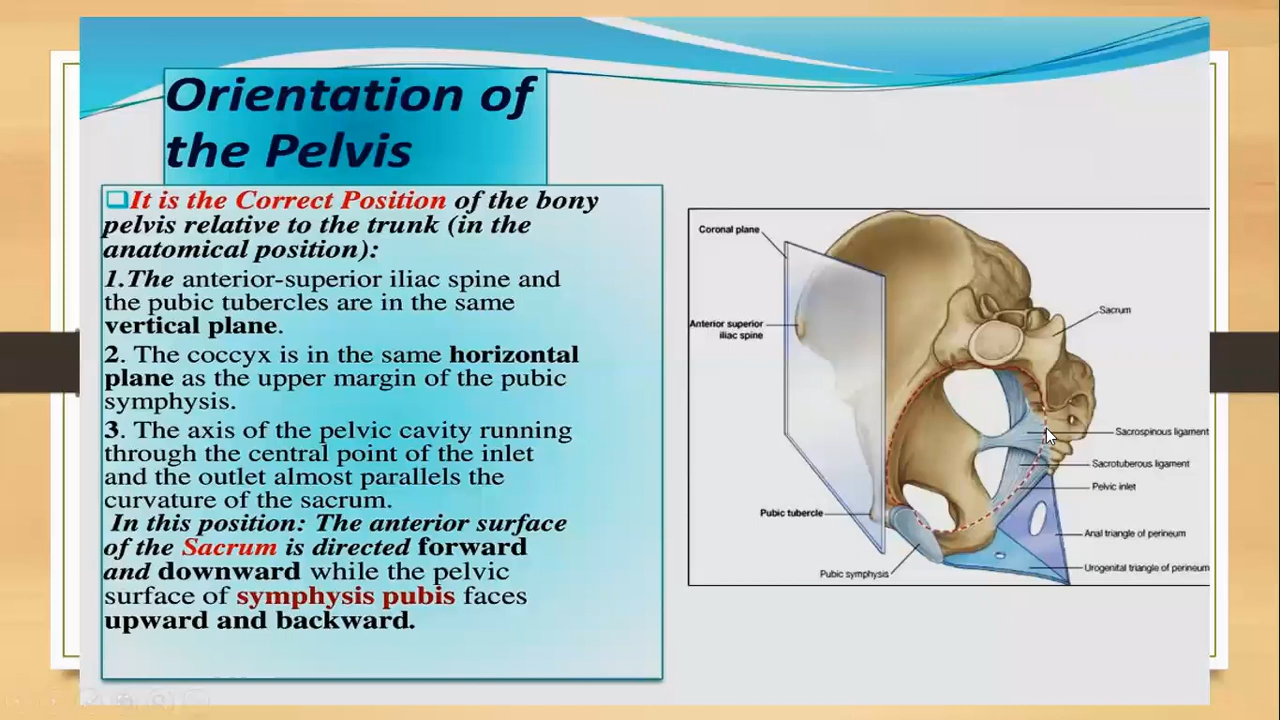 Orientation of
the Pelvis
It is the Correct Position of the bony
pelvis relative to the trunk (in the
anatomical position):
1.The anterior-superior iliac spine and
the pubic tubercles are in the same
vertical plane.
2. The coccyx is in the same horizontal
plane as the upper margin of the pubic
symphysis.
3. The axis of the pelvic cavity running
through the central point of the inlet
and the outlet almost parallels the
curvature of the sacrum.
In this position: The anterior surface
of the Sacrum is directed forward
and downward while the pelvic
surface of symphysis pubis faces
upward and backward.
Coronal plane
Anterior superior
iliac spine
Pubic tubercle
Pubic symphysis
Sacrum
Sacrospinous ligament
Sacrotuberous ligament
Pelvic inlet
Anal triangle of perineum
Urogenital triangle of perineum